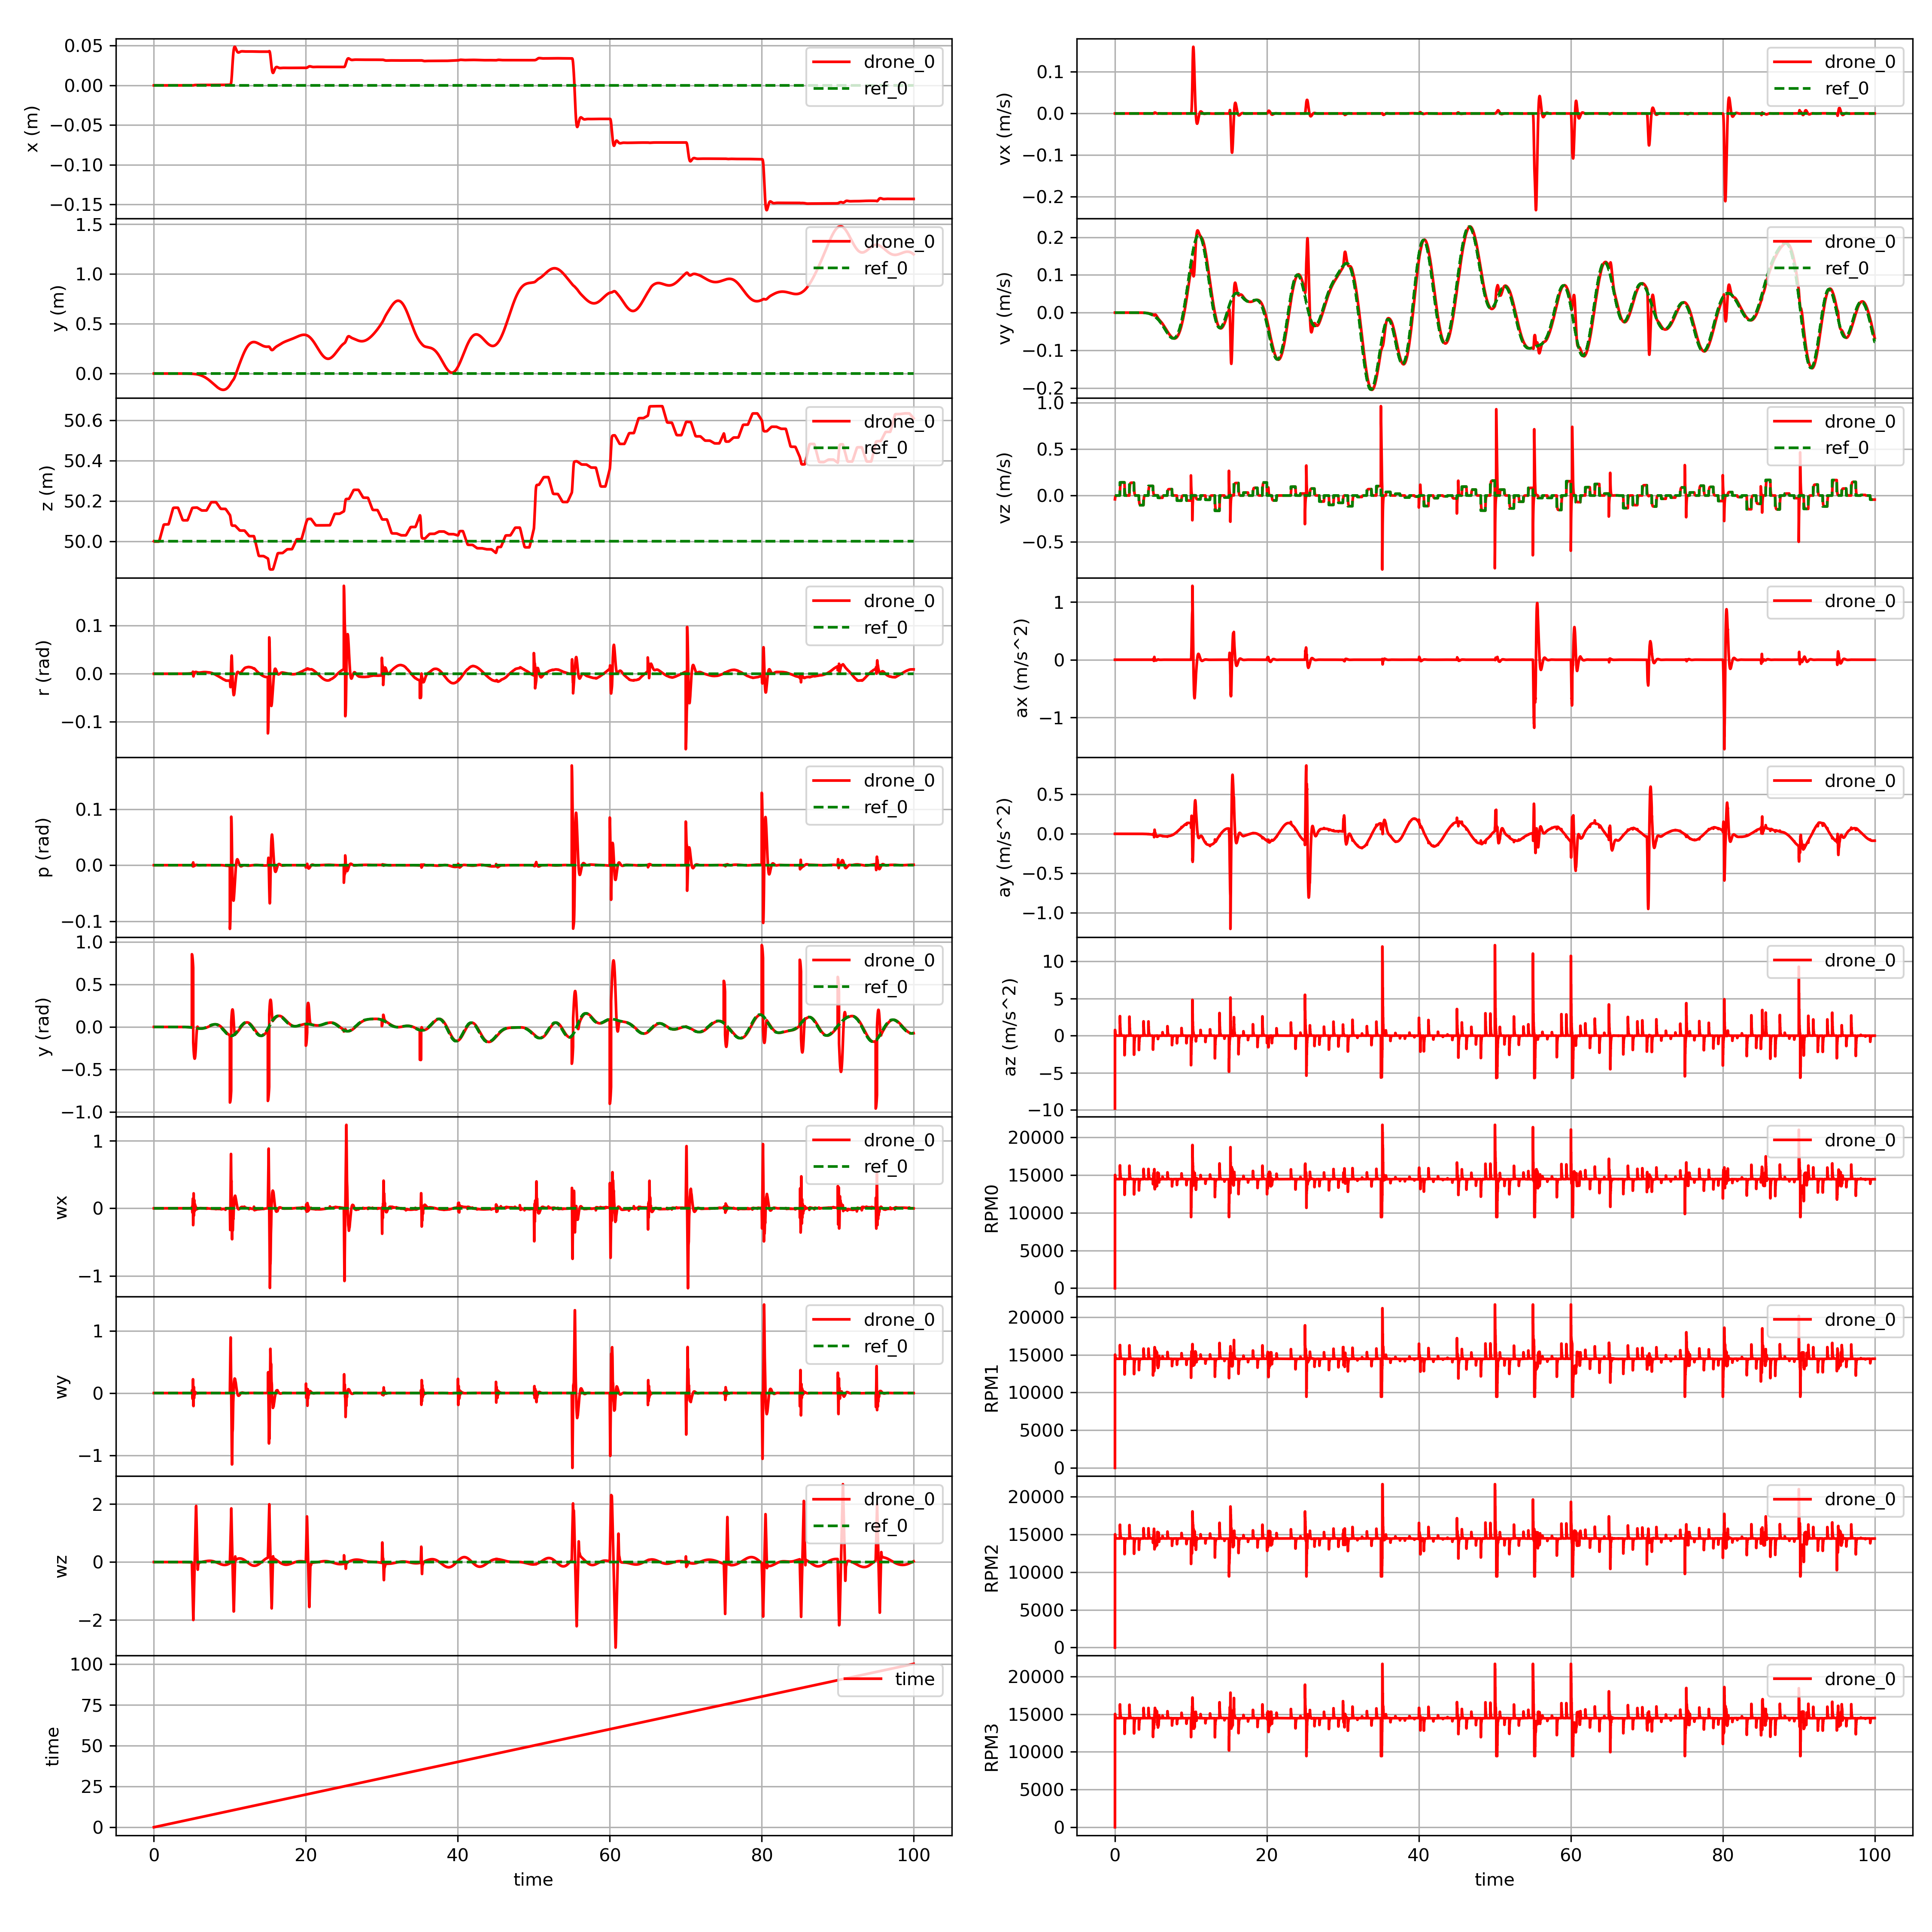 0.05
0.00
−0.05
−0.10
−0.15
x (m)
drone_0
ref_0
1.5
1.0
0.5
0.0
y (m)
drone_0
ref_0
50.6
50.4
50.2
50.0
z (m)
drone_0
ref_0
0.1
0.0
−0.1
r (rad)
drone_0
ref_0
0.1
0.0
−0.1
p (rad)
drone_0
ref_0
1.0
0.5
0.0
−0.5
−1.0
y (rad)
drone_0
ref_0
1
0
−1
wx
drone_0
ref_0
1
0
−1
wy
drone_0
ref_0
2
0
−2
wz
drone_0
ref_0
100
75
50
25
0
time
time
0 20 40 60 80 100
time
0.1
0.0
−0.1
−0.2
vx (m/s)
drone_0
ref_0
0.2
0.1
0.0
−0.1
−0.2
vy (m/s)
drone_0
ref_0
1.0
0.5
0.0
−0.5
vz (m/s)
drone_0
ref_0
1
0
−1
ax (m/s^2)
drone_0
0.5
0.0
−0.5
−1.0
ay (m/s^2)
drone_0
10
5
0
−5
−10
az (m/s^2)
drone_0
20000
15000
10000
5000
0
RPM0
drone_0
20000
15000
10000
5000
0
RPM1
drone_0
20000
15000
10000
5000
0
RPM2
drone_0
20000
15000
10000
5000
0
RPM3
drone_0
0 20 40 60 80 100
time